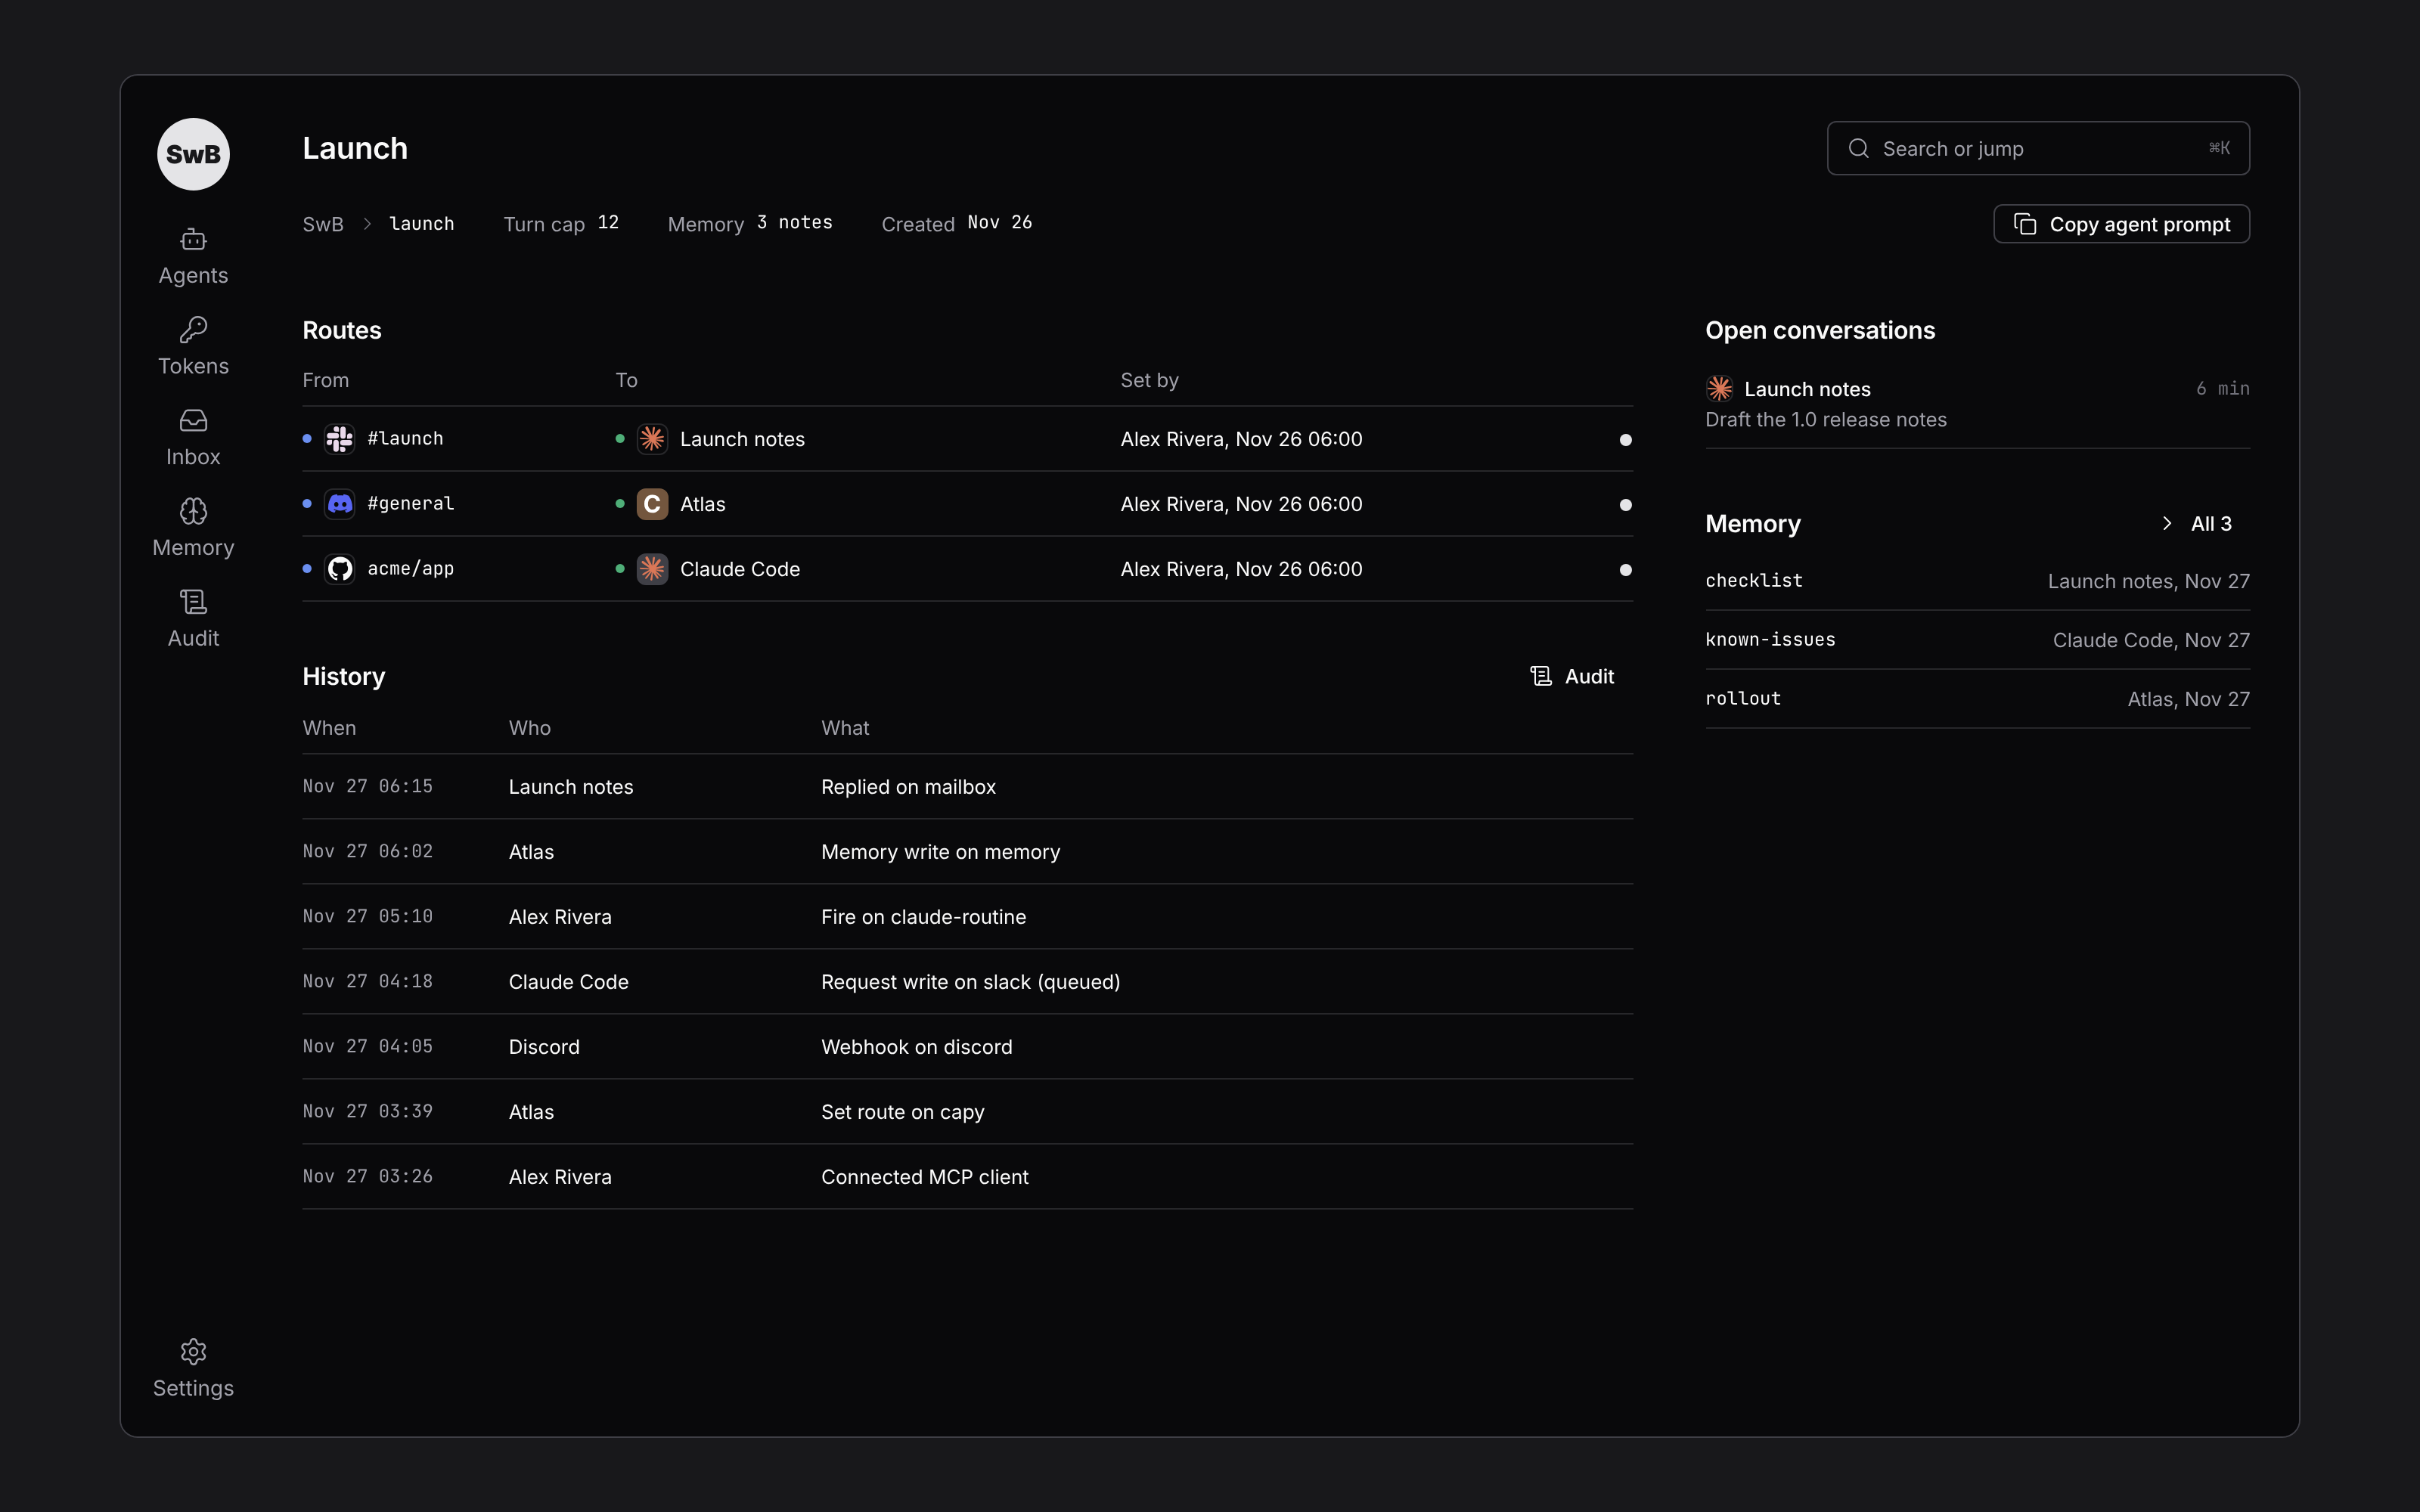 SwB
Agents
Tokens
Inbox
Memory
Audit
Settings
Launch
Search or jump ⌘K
SwB > launch Turn cap 12 Memory 3 notes Created Nov 26
Copy agent prompt
Routes
From To Set by
#launch Launch notes Alex Rivera, Nov 26 06:00
#general C Atlas Alex Rivera, Nov 26 06:00
acme/app Claude Code Alex Rivera, Nov 26 06:00
History Audit
When Who What
Nov 27 06:15 Launch notes Replied on mailbox
Nov 27 06:02 Atlas Memory write on memory
Nov 27 05:10 Alex Rivera Fire on claude-routine
Nov 27 04:18 Claude Code Request write on slack (queued)
Nov 27 04:05 Discord Webhook on discord
Nov 27 03:39 Atlas Set route on capy
Nov 27 03:26 Alex Rivera Connected MCP client
Open conversations
Launch notes 6 min
Draft the 1.0 release notes
Memory > All 3
checklist Launch notes, Nov 27
known-issues Claude Code, Nov 27
rollout Atlas, Nov 27